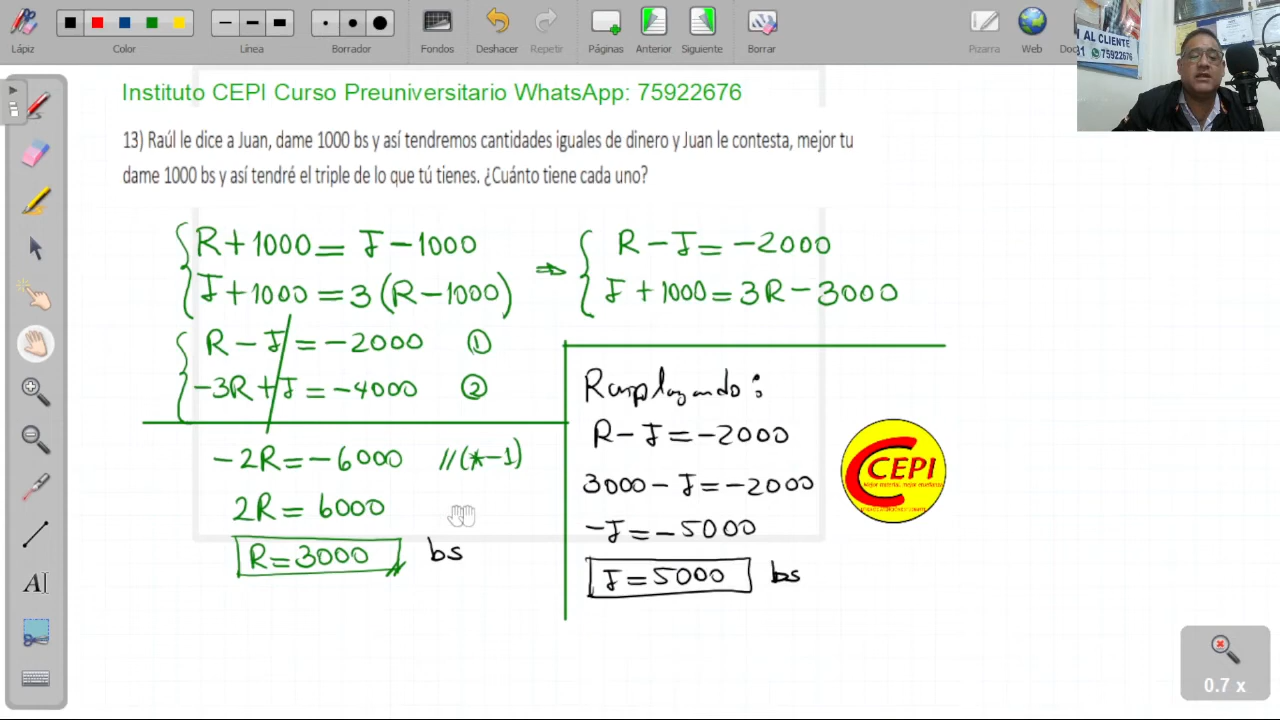 Lápiz Color Línea Borrador Fondos Deshacer Repetir Páginas Anterior Siguiente Borrar Pizarra Web
AL CLIENTE
75922676
Instituto CEPI Curso Preuniversitario WhatsApp: 75922676
13) Raúl le dice a Juan, dame 1000 bs y así tendremos cantidades iguales de dinero y Juan le contesta, mejor tu
dame 1000 bs y así tendré el triple de lo que tú tienes. ¿Cuánto tiene cada uno?
R+1000=J-1000
J+1000=3(R-1000)
⇒
R-J=-2000
J+1000=3R-3000
R-J=-2000 ①
-3R+J=-4000 ②
-2R=-6000 //(*-1)
2R=6000
R=3000 bs
R-J=-2000
3000-J=-2000
-J=-5000
J=5000 bs
CEPI
AI
0.7 x